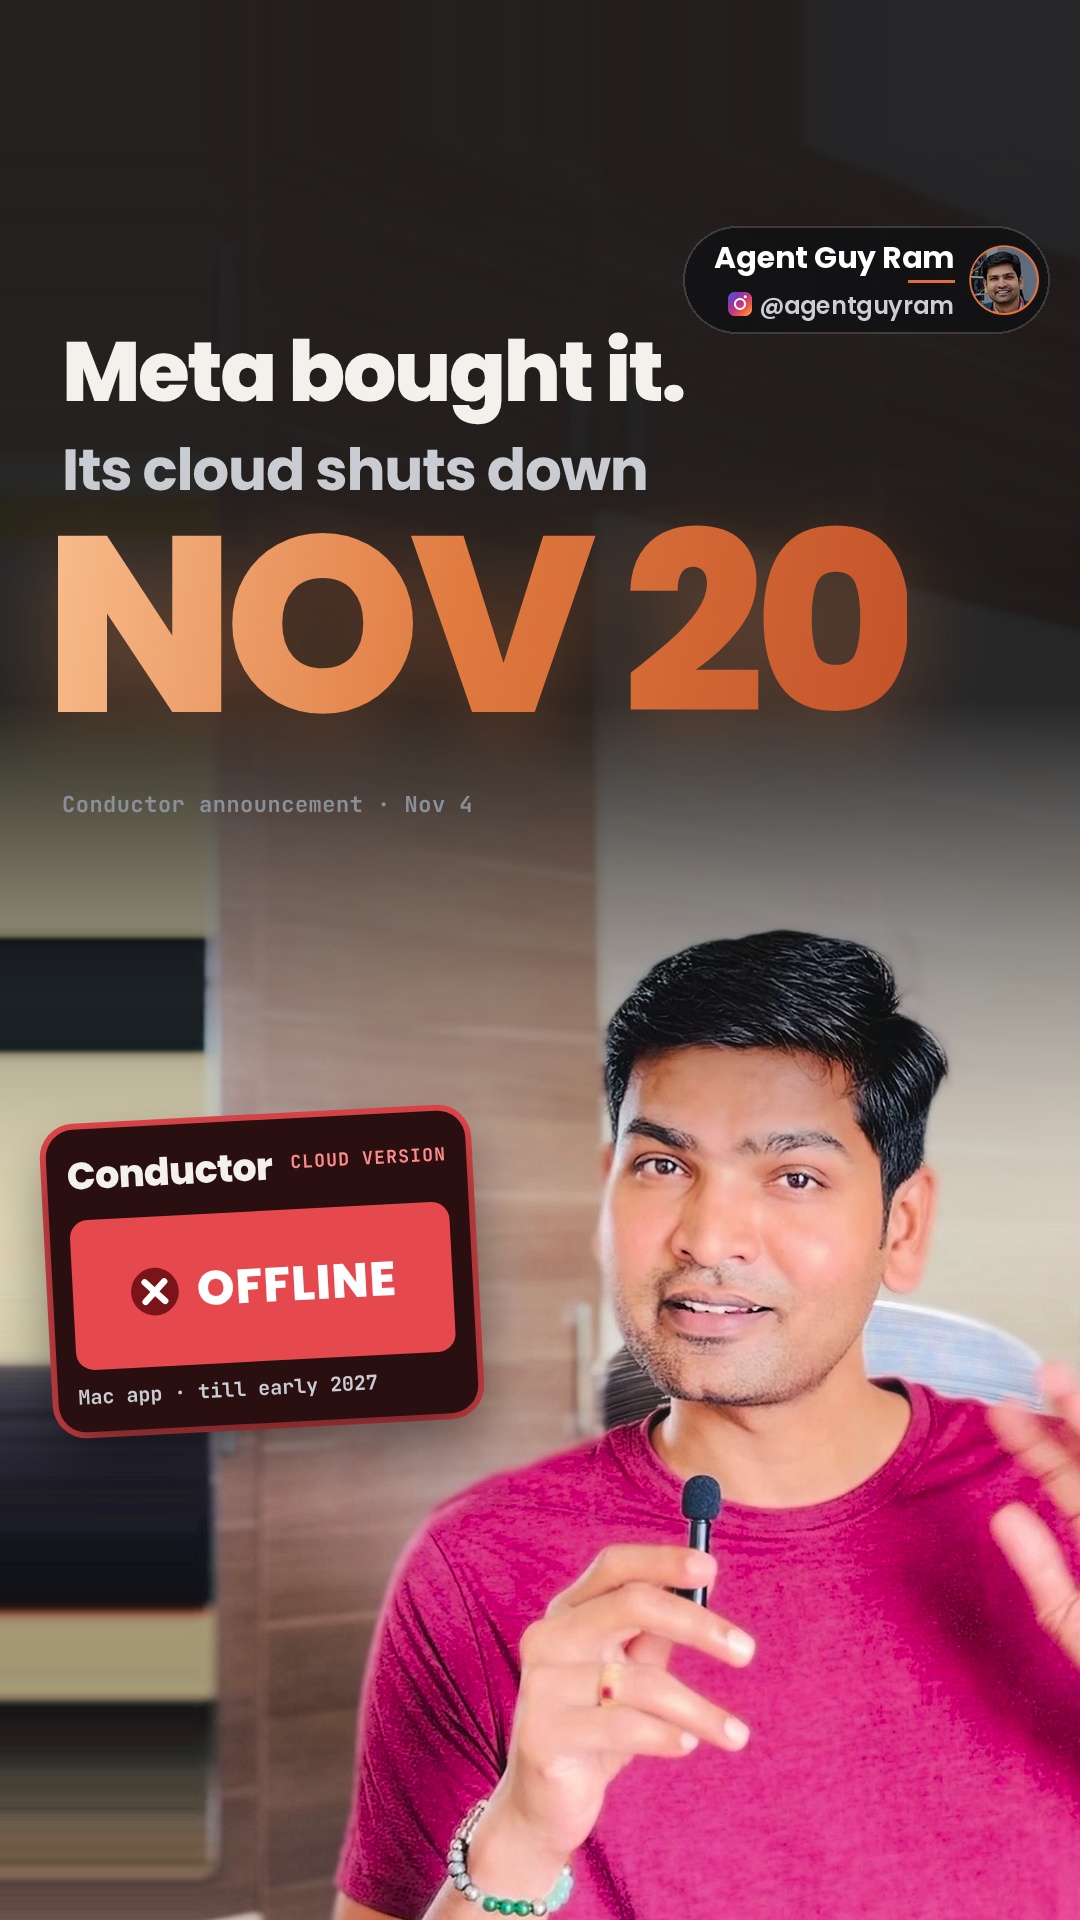 Agent Guy Ram
@agentguyram
Meta bought it.
Its cloud shuts down
NOV 20
Conductor announcement · Nov 4
Conductor CLOUD VERSION
OFFLINE
Mac app · till early 2027